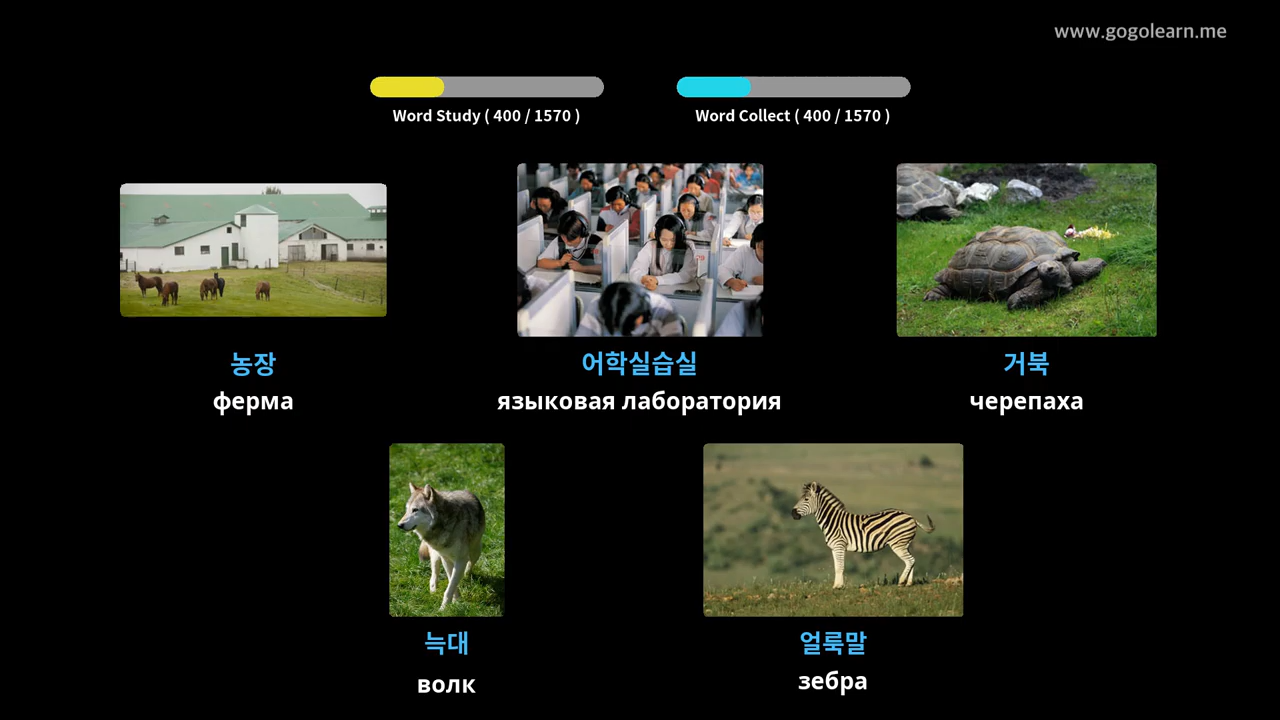 www.gogolearn.me
Word Study ( 400 / 1570 )
Word Collect ( 400 / 1570 )
농장
ферма
어학실습실
языковая лаборатория
거북
черепаха
늑대
волк
얼룩말
зебра